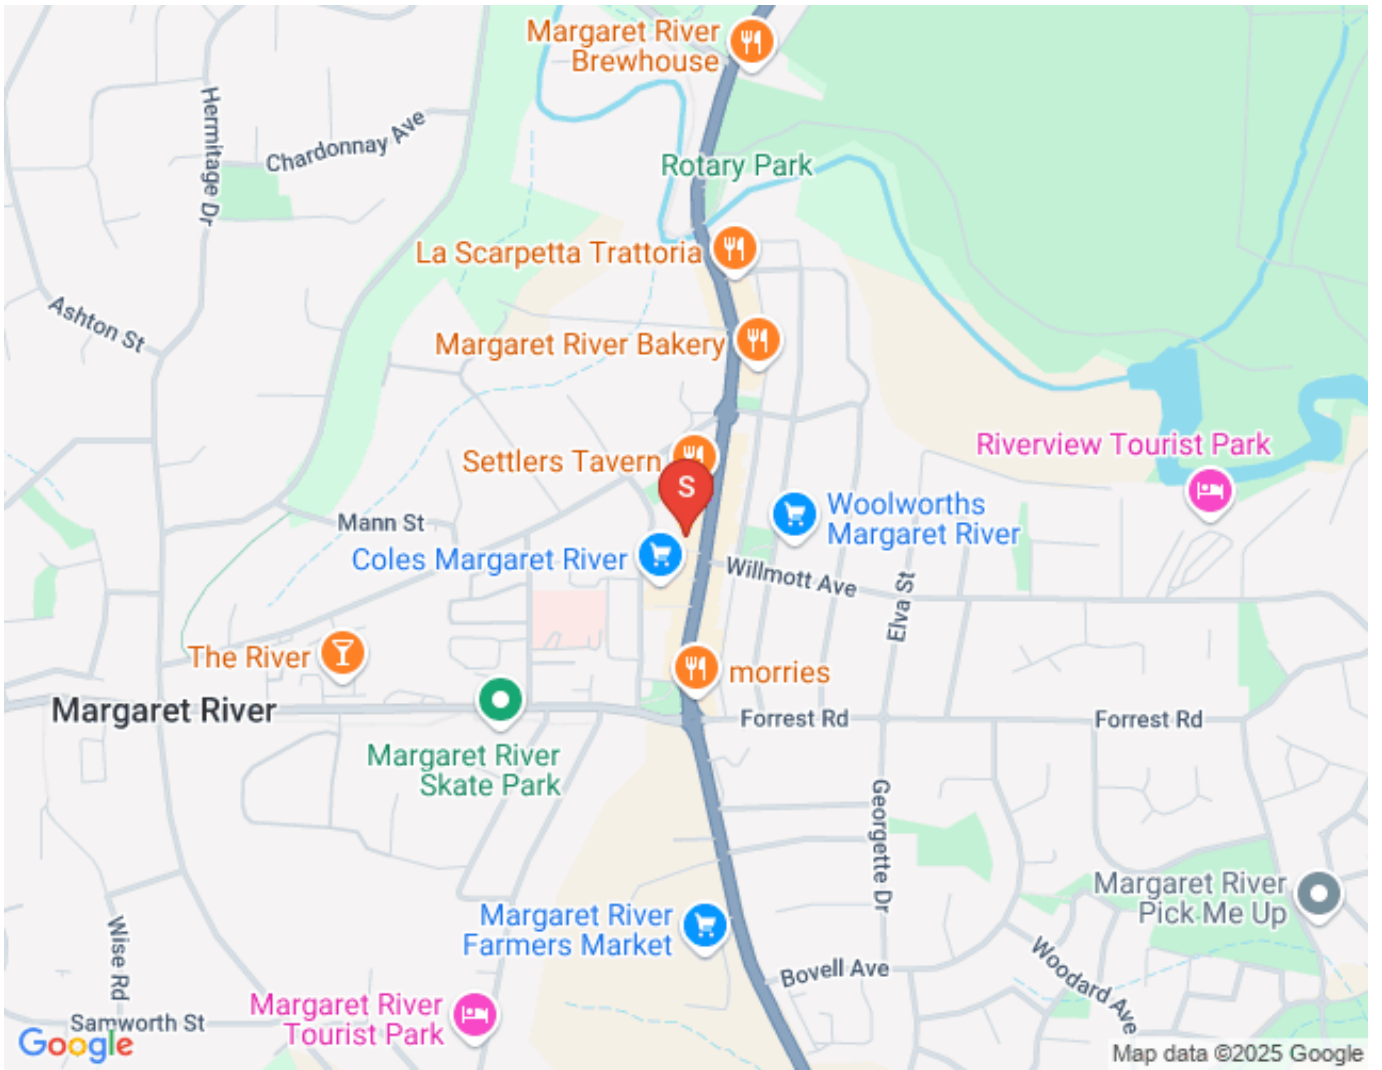 Margaret River
Brewhouse
Hermitage Dr
Chardonnay Ave
Rotary Park
La Scarpetta Trattoria
Ashton St
Margaret River Bakery
Settlers Tavern
Riverview Tourist Park
S
Mann St
Woolworths
Margaret River
Coles Margaret River
Willmott Ave
Elva St
The River
morries
Margaret River
Forrest Rd
Forrest Rd
Margaret River
Skate Park
Georgette Dr
Margaret River
Pick Me Up
Margaret River
Farmers Market
Wise Rd
Bovell Ave
Woodard Ave
Margaret River
Tourist Park
Samworth St
Google
Map data ©2025 Google